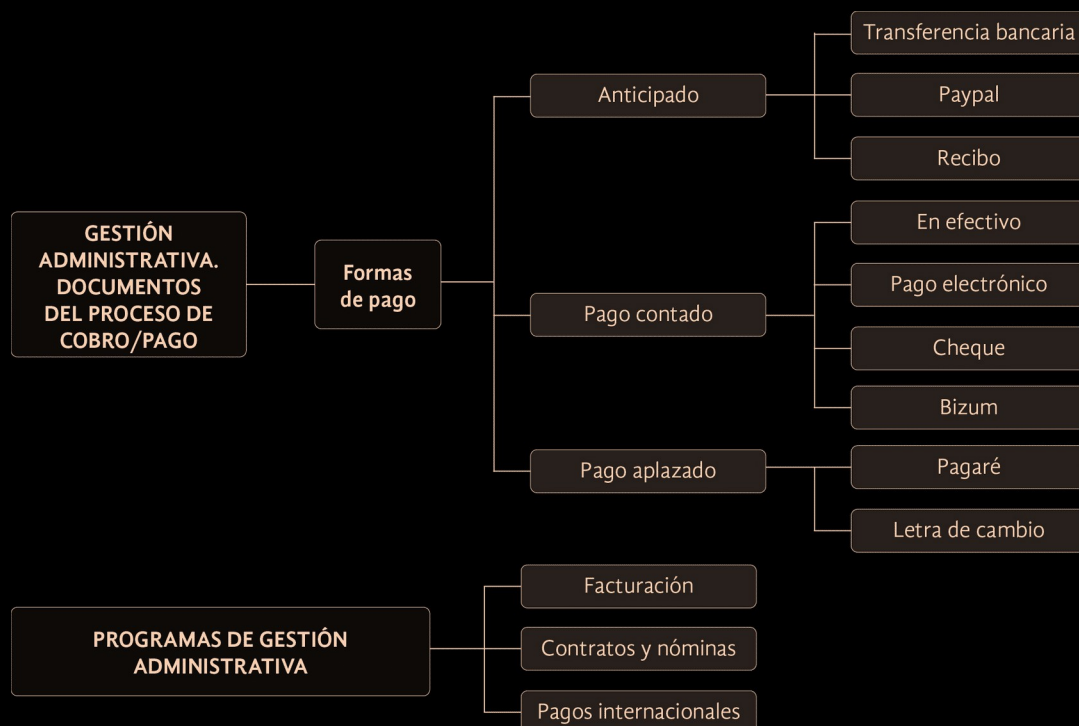 GESTIÓN
ADMINISTRATIVA.
DOCUMENTOS
DEL PROCESO DE
COBRO/PAGO
Formas
de pago
Anticipado
Transferencia bancaria
Paypal
Recibo
Pago contado
En efectivo
Pago electrónico
Cheque
Bizum
Pago aplazado
Pagaré
Letra de cambio
PROGRAMAS DE GESTIÓN
ADMINISTRATIVA
Facturación
Contratos y nóminas
Pagos internacionales